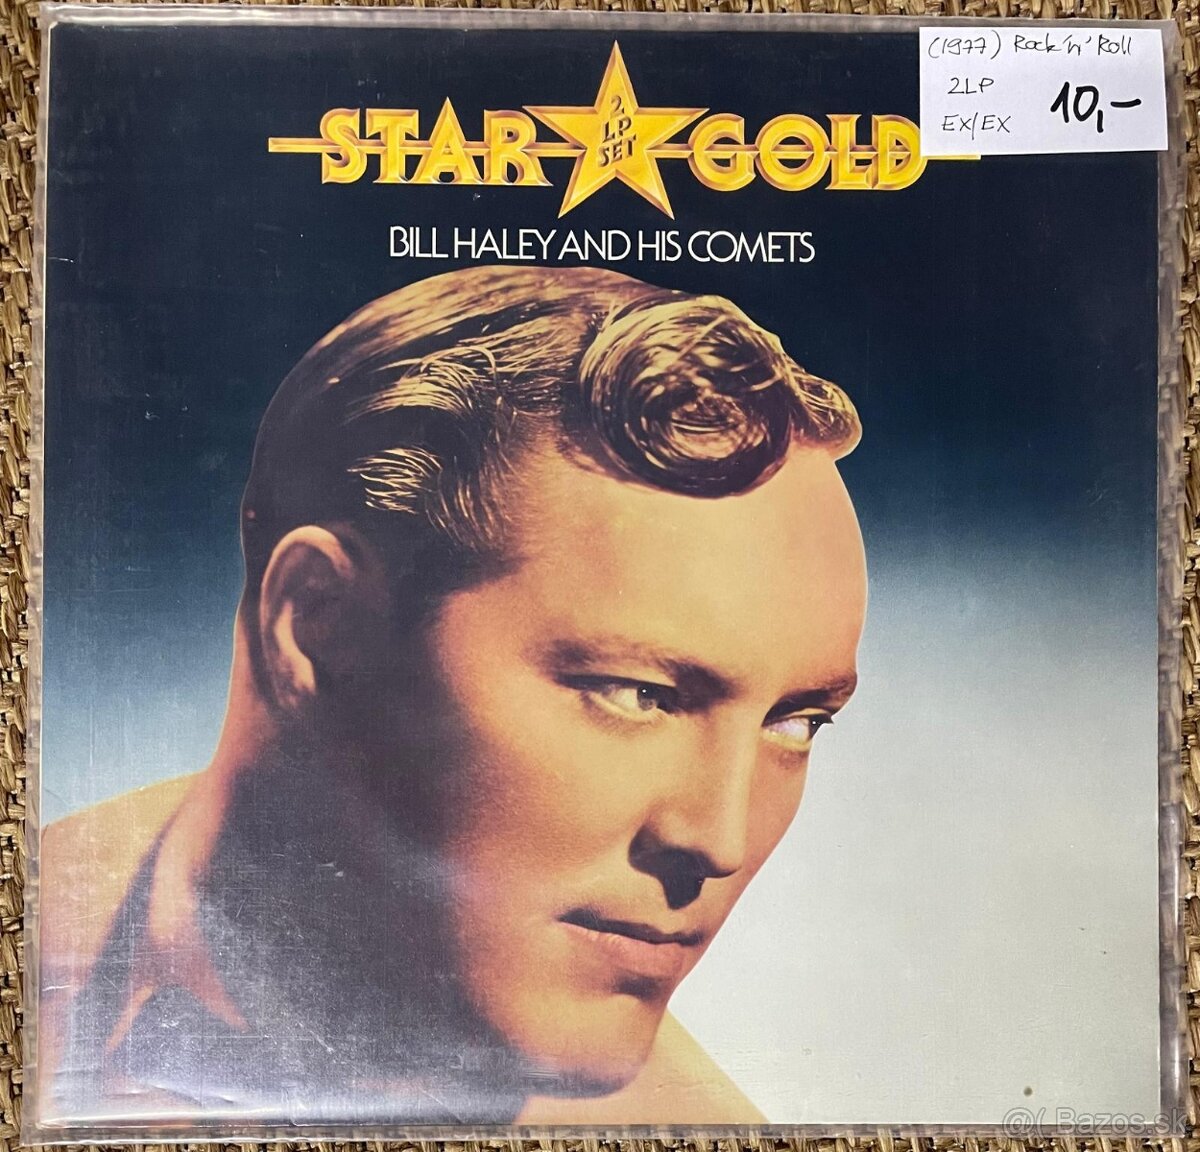 (1977) Rock'n'Roll
2LP
EX/EX
10,-
STAR 2 LP SET GOLD
BILL HALEY AND HIS COMETS
@( Bazos.sk